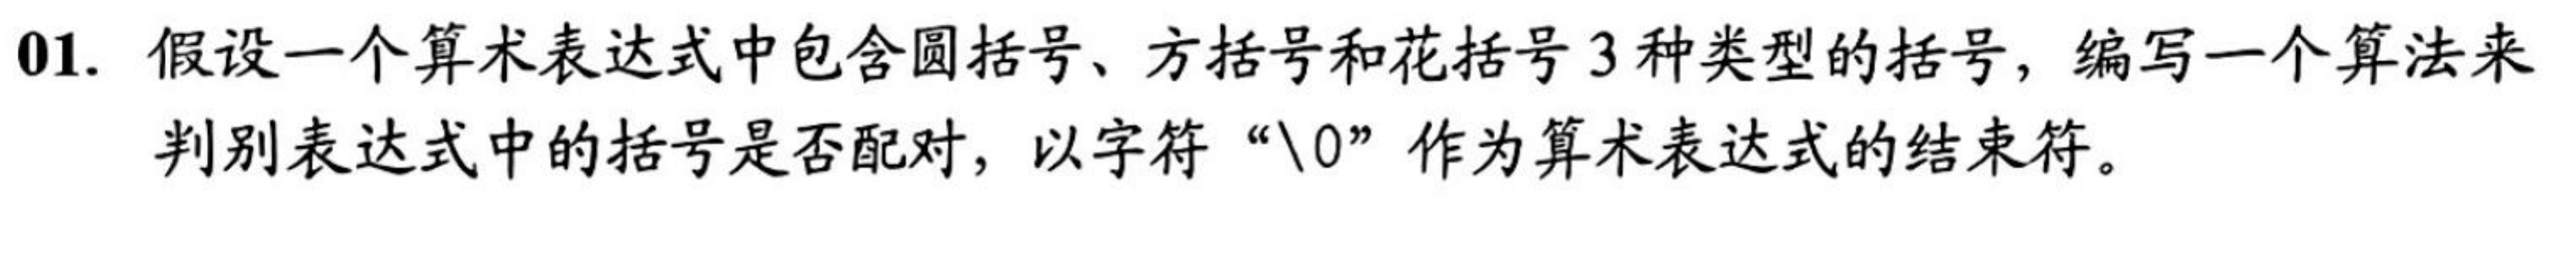 01. 假设一个算术表达式中包含圆括号、方括号和花括号 3 种类型的括号，编写一个算法来
判别表达式中的括号是否配对，以字符“\0”作为算术表达式的结束符。